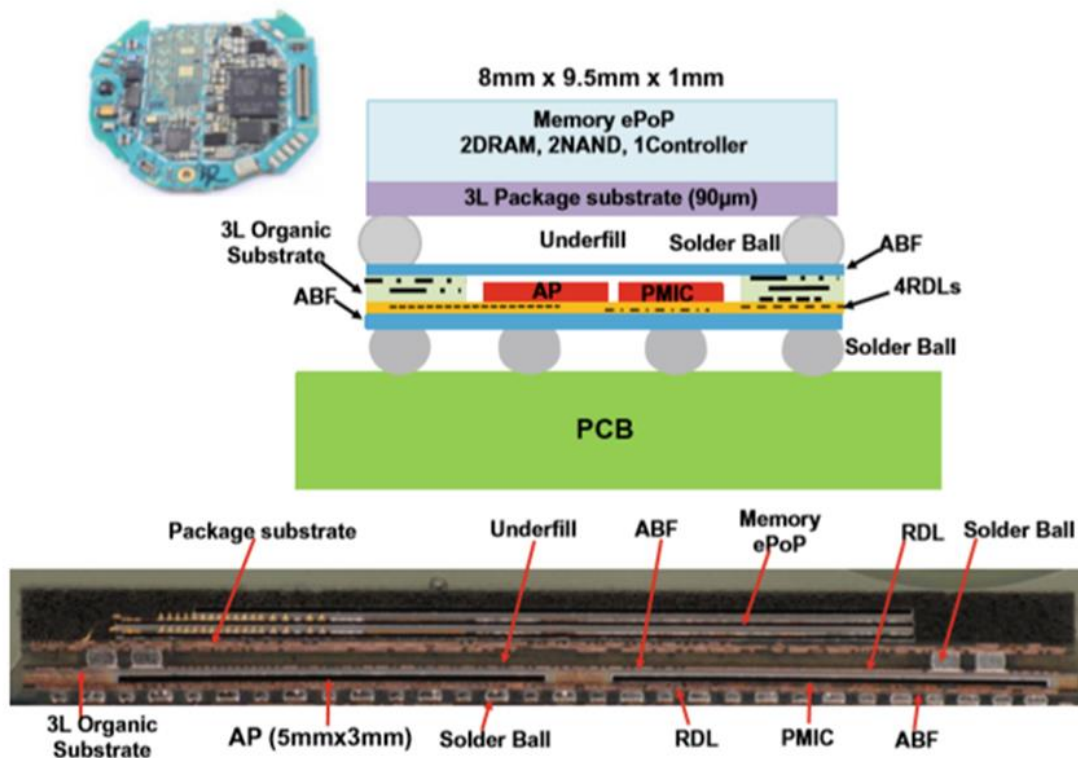 8mm x 9.5mm x 1mm
Memory ePoP
2DRAM, 2NAND, 1Controller
3L Package substrate (90µm)
3L Organic
Substrate
Underfill
Solder Ball
ABF
ABF
AP
PMIC
4RDLs
Solder Ball
PCB
Package substrate
Underfill
ABF
Memory
ePoP
RDL
Solder Ball
3L Organic
Substrate
AP (5mmx3mm)
Solder Ball
RDL
PMIC
ABF